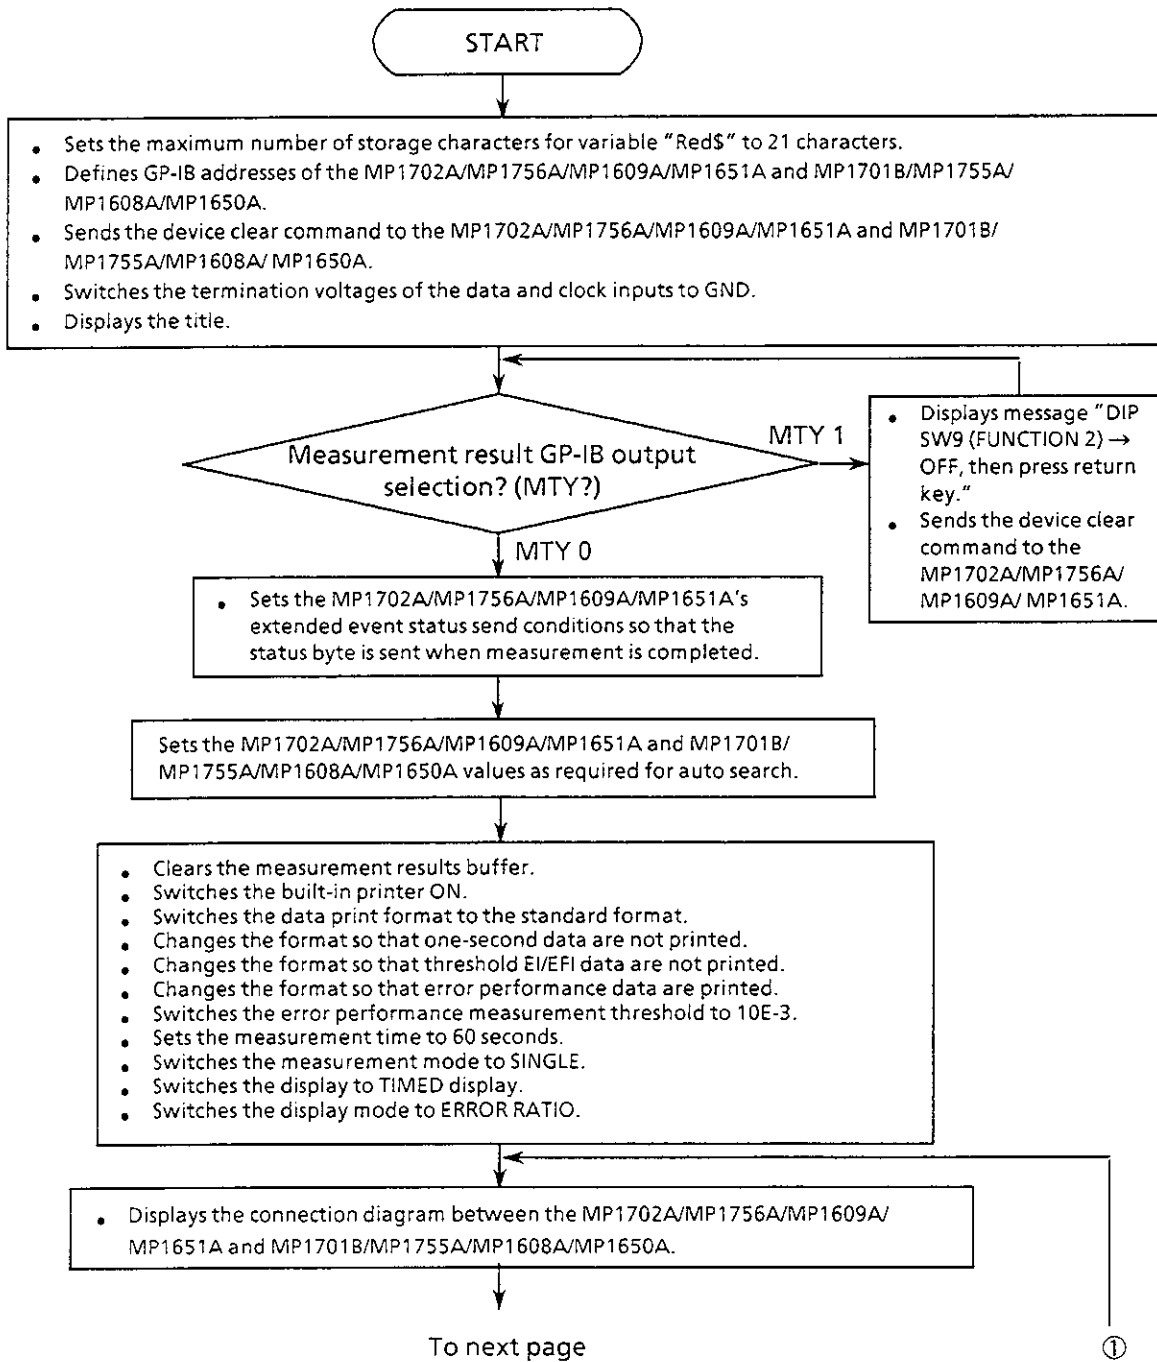 START
• Sets the maximum number of storage characters for variable "Red$" to 21 characters.
• Defines GP-IB addresses of the MP1702A/MP1756A/MP1609A/MP1651A and MP1701B/MP1755A/
MP1608A/MP1650A.
• Sends the device clear command to the MP1702A/MP1756A/MP1609A/MP1651A and MP1701B/
MP1755A/MP1608A/ MP1650A.
• Switches the termination voltages of the data and clock inputs to GND.
• Displays the title.
Measurement result GP-IB output
selection? (MTY?)
MTY 1
• Displays message "DIP
SW9 (FUNCTION 2) →
OFF, then press return
key."
• Sends the device clear
command to the
MP1702A/MP1756A/
MP1609A/ MP1651A.
MTY 0
• Sets the MP1702A/MP1756A/MP1609A/MP1651A's
extended event status send conditions so that the
status byte is sent when measurement is completed.
Sets the MP1702A/MP1756A/MP1609A/MP1651A and MP1701B/
MP1755A/MP1608A/MP1650A values as required for auto search.
• Clears the measurement results buffer.
• Switches the built-in printer ON.
• Switches the data print format to the standard format.
• Changes the format so that one-second data are not printed.
• Changes the format so that threshold EI/EFI data are not printed.
• Changes the format so that error performance data are printed.
• Switches the error performance measurement threshold to 10E-3.
• Sets the measurement time to 60 seconds.
• Switches the measurement mode to SINGLE.
• Switches the display to TIMED display.
• Switches the display mode to ERROR RATIO.
• Displays the connection diagram between the MP1702A/MP1756A/MP1609A/
MP1651A and MP1701B/MP1755A/MP1608A/MP1650A.
To next page
①